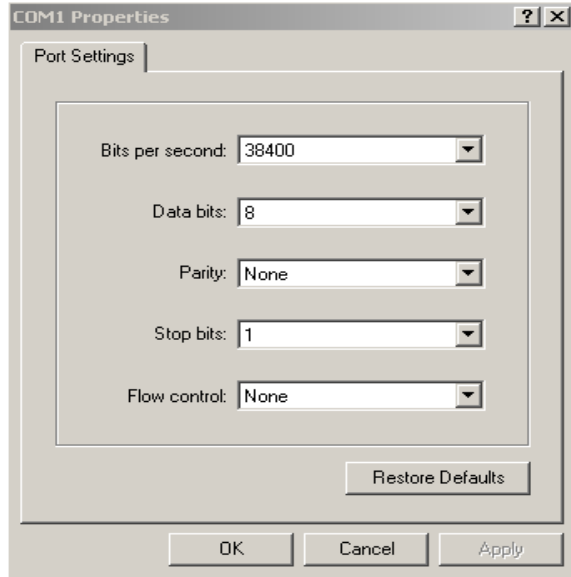 COM1 Properties
Port Settings
Bits per second: 38400
Data bits: 8
Parity: None
Stop bits: 1
Flow control: None
Restore Defaults
OK Cancel Apply